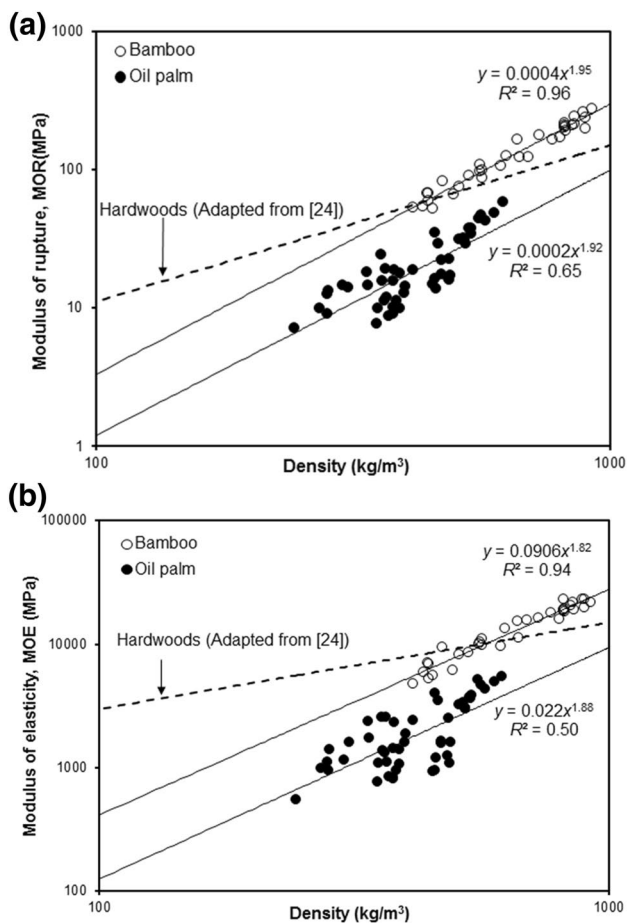 (a)
1000
100
10
1
Modulus of rupture, MOR(MPa)
Bamboo
Oil palm
y = 0.0004x^1.95
R² = 0.96
Hardwoods (Adapted from [24])
y = 0.0002x^1.92
R² = 0.65
100
Density (kg/m³)
1000
(b)
100000
10000
1000
100
Modulus of elasticity, MOE (MPa)
Bamboo
Oil palm
y = 0.0906x^1.82
R² = 0.94
Hardwoods (Adapted from [24])
y = 0.022x^1.88
R² = 0.50
100
Density (kg/m³)
1000